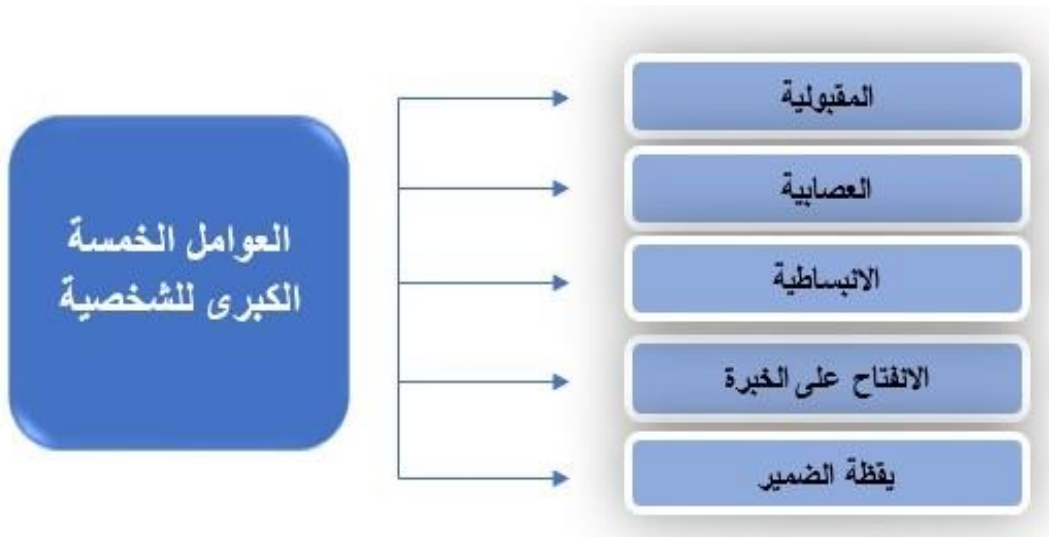 العوامل الخمسة
الكبرى للشخصية
المقبولية
العصابية
الانبساطية
الانفتاح على الخبرة
يقظة الضمير